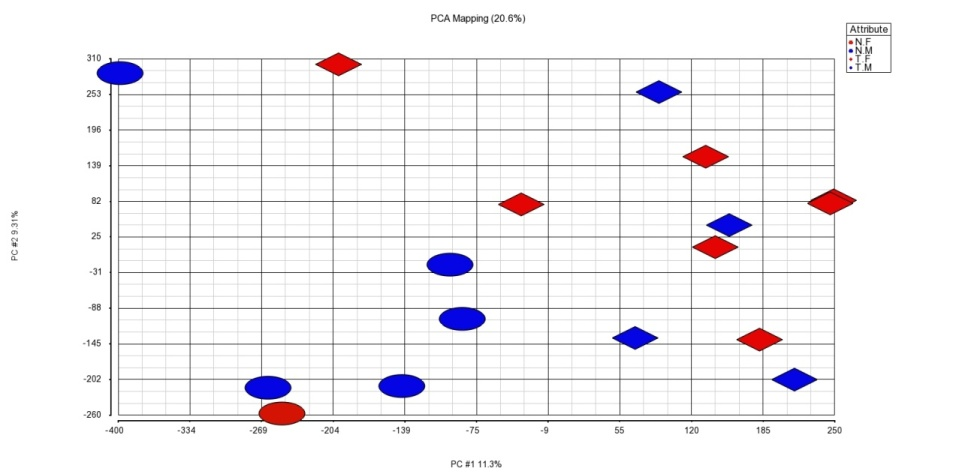 PCA Mapping (20.6%)
Attribute
N.F
N.M
T.F
T.M
310
253
196
139
82
25
-31
-88
-145
-202
-260
PC #2 9.31%
-400 -334 -269 -204 -139 -75 -9 55 120 185 250
PC #1 11.3%